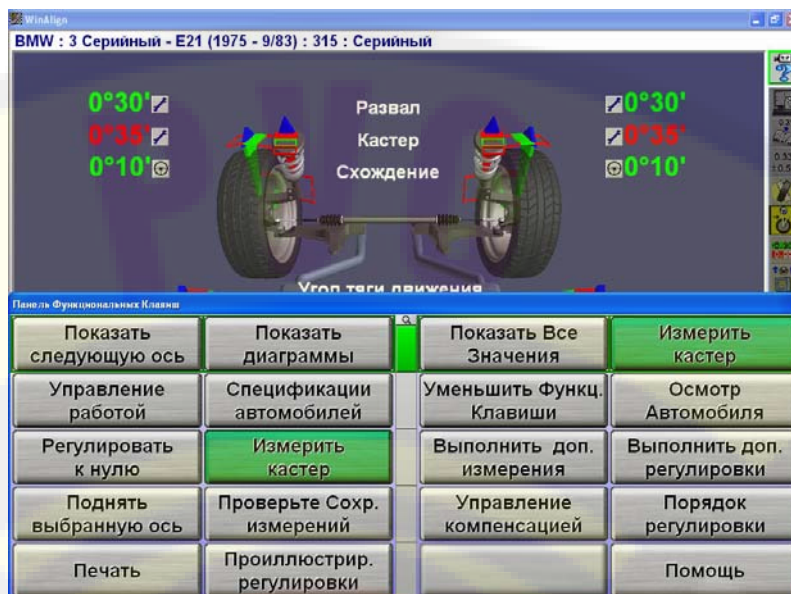 WinAlign
BMW : 3 Серийный - E21 (1975 - 9/83) : 315 : Серийный
0°30' Развал 0°30'
0°35' Кастер 0°35'
0°10' Схождение 0°10'
Угол тяги движения
Панель Функциональных Клавиш
Показать следующую ось
Показать диаграммы
Показать Все Значения
Измерить кастер
Управление работой
Спецификации автомобилей
Уменьшить Функц. Клавиши
Осмотр Автомобиля
Регулировать к нулю
Измерить кастер
Выполнить доп. измерения
Выполнить доп. регулировки
Поднять выбранную ось
Проверьте Сохр. измерений
Управление компенсацией
Порядок регулировки
Печать
Проиллюстрир. регулировки
Помощь